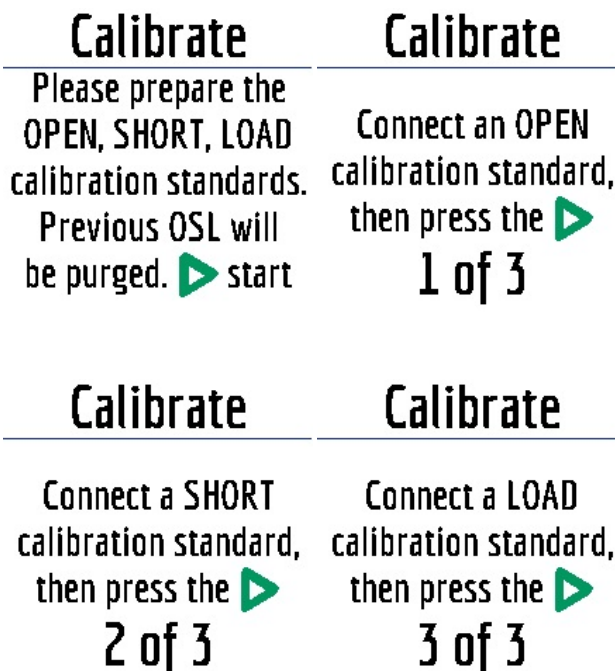 Calibrate
Please prepare the
OPEN, SHORT, LOAD
calibration standards.
Previous OSL will
be purged. start
Calibrate
Connect an OPEN
calibration standard,
then press the
1 of 3
Calibrate
Connect a SHORT
calibration standard,
then press the
2 of 3
Calibrate
Connect a LOAD
calibration standard,
then press the
3 of 3